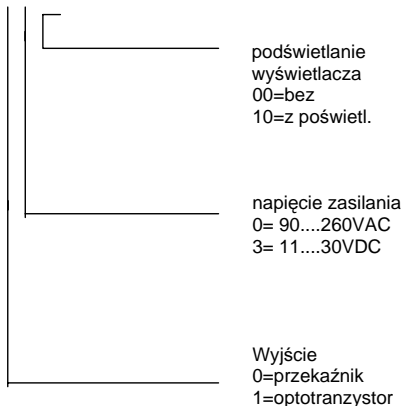 podświetlanie
wyświetlacza
00=bez
10=z poświetl.
napięcie zasilania
0= 90....260VAC
3= 11....30VDC
Wyjście
0=przekaźnik
1=optotranzystor